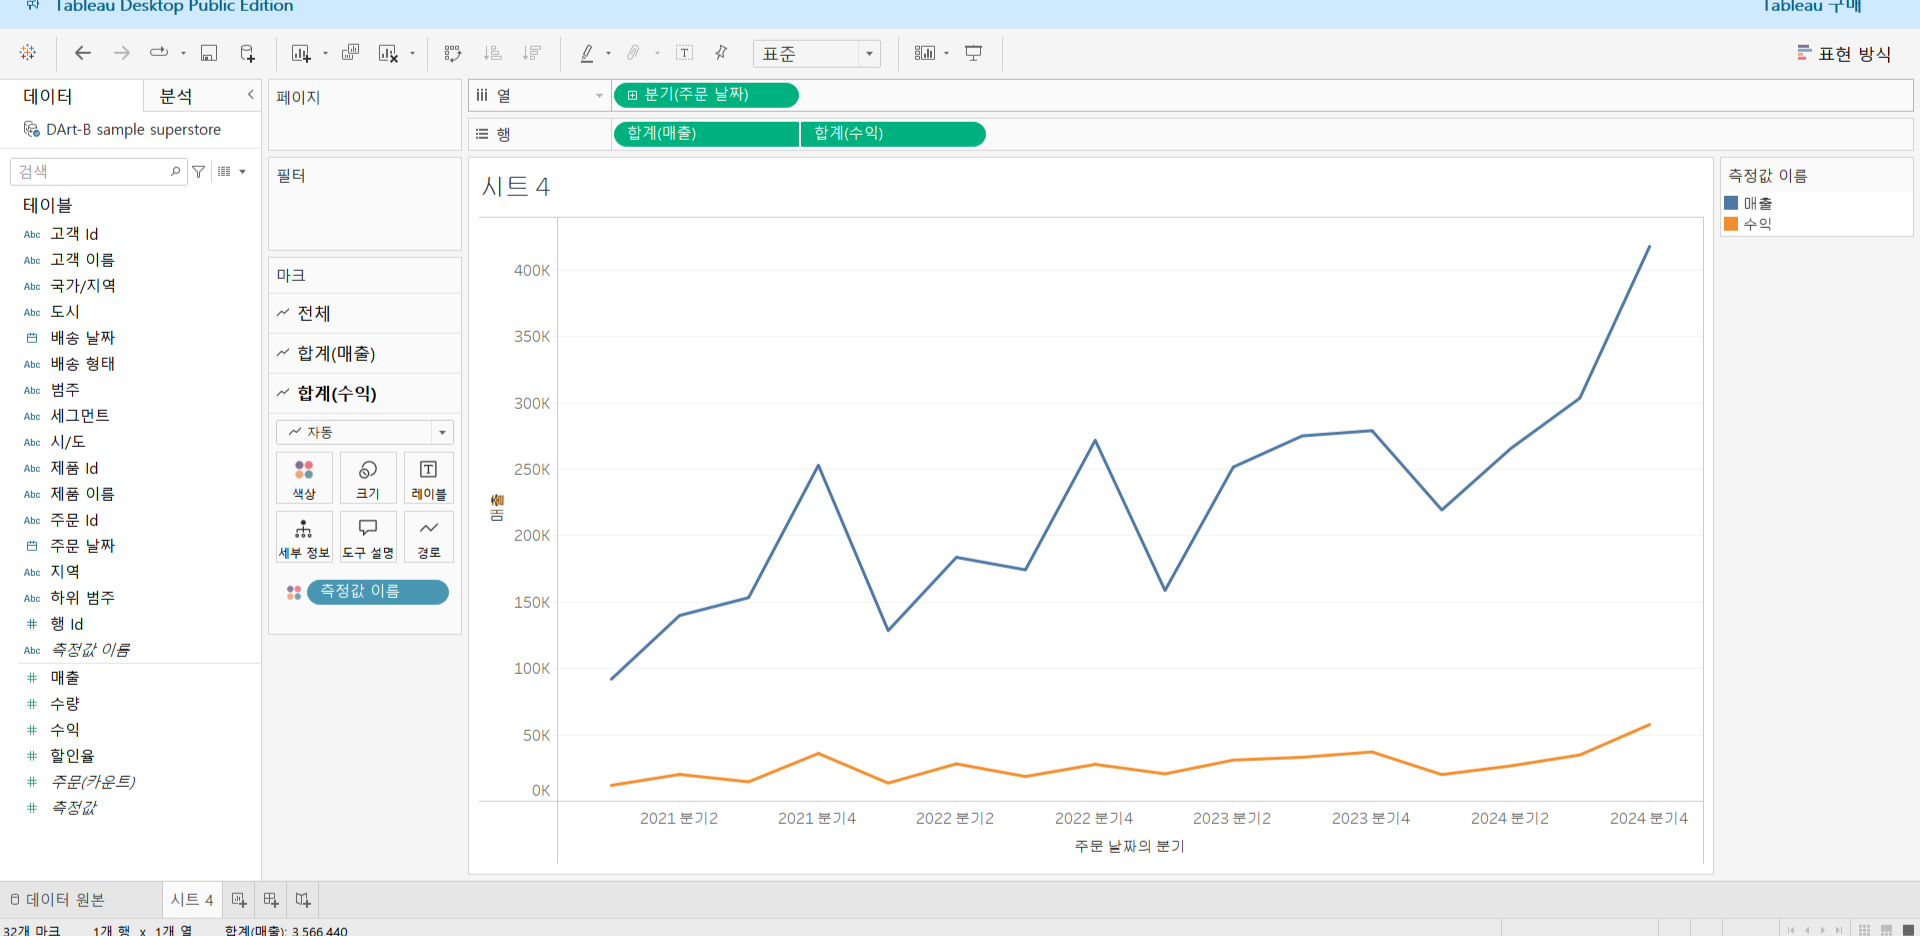 Tableau Desktop Public Edition
Tableau 구매
표준
표현 방식
데이터
분석
DArt-B sample superstore
검색
테이블
Abc 고객 Id
Abc 고객 이름
Abc 국가/지역
Abc 도시
배송 날짜
Abc 배송 형태
Abc 범주
Abc 세그먼트
Abc 시/도
Abc 제품 Id
Abc 제품 이름
Abc 주문 Id
주문 날짜
Abc 지역
Abc 하위 범주
# 행 Id
Abc 측정값 이름
# 매출
# 수량
# 수익
# 할인율
# 주문(카운트)
# 측정값
페이지
필터
마크
전체
합계(매출)
합계(수익)
자동
색상
크기
레이블
세부 정보
도구 설명
경로
측정값 이름
열
분기(주문 날짜)
행
합계(매출)
합계(수익)
시트 4
400K
350K
300K
250K
200K
150K
100K
50K
0K
2021 분기2
2021 분기4
2022 분기2
2022 분기4
2023 분기2
2023 분기4
2024 분기2
2024 분기4
주문 날짜의 분기
측정값 이름
매출
수익
데이터 원본
시트 4
32개 마크
1개 행 x 1개 열
합계(매출): 3,566,440